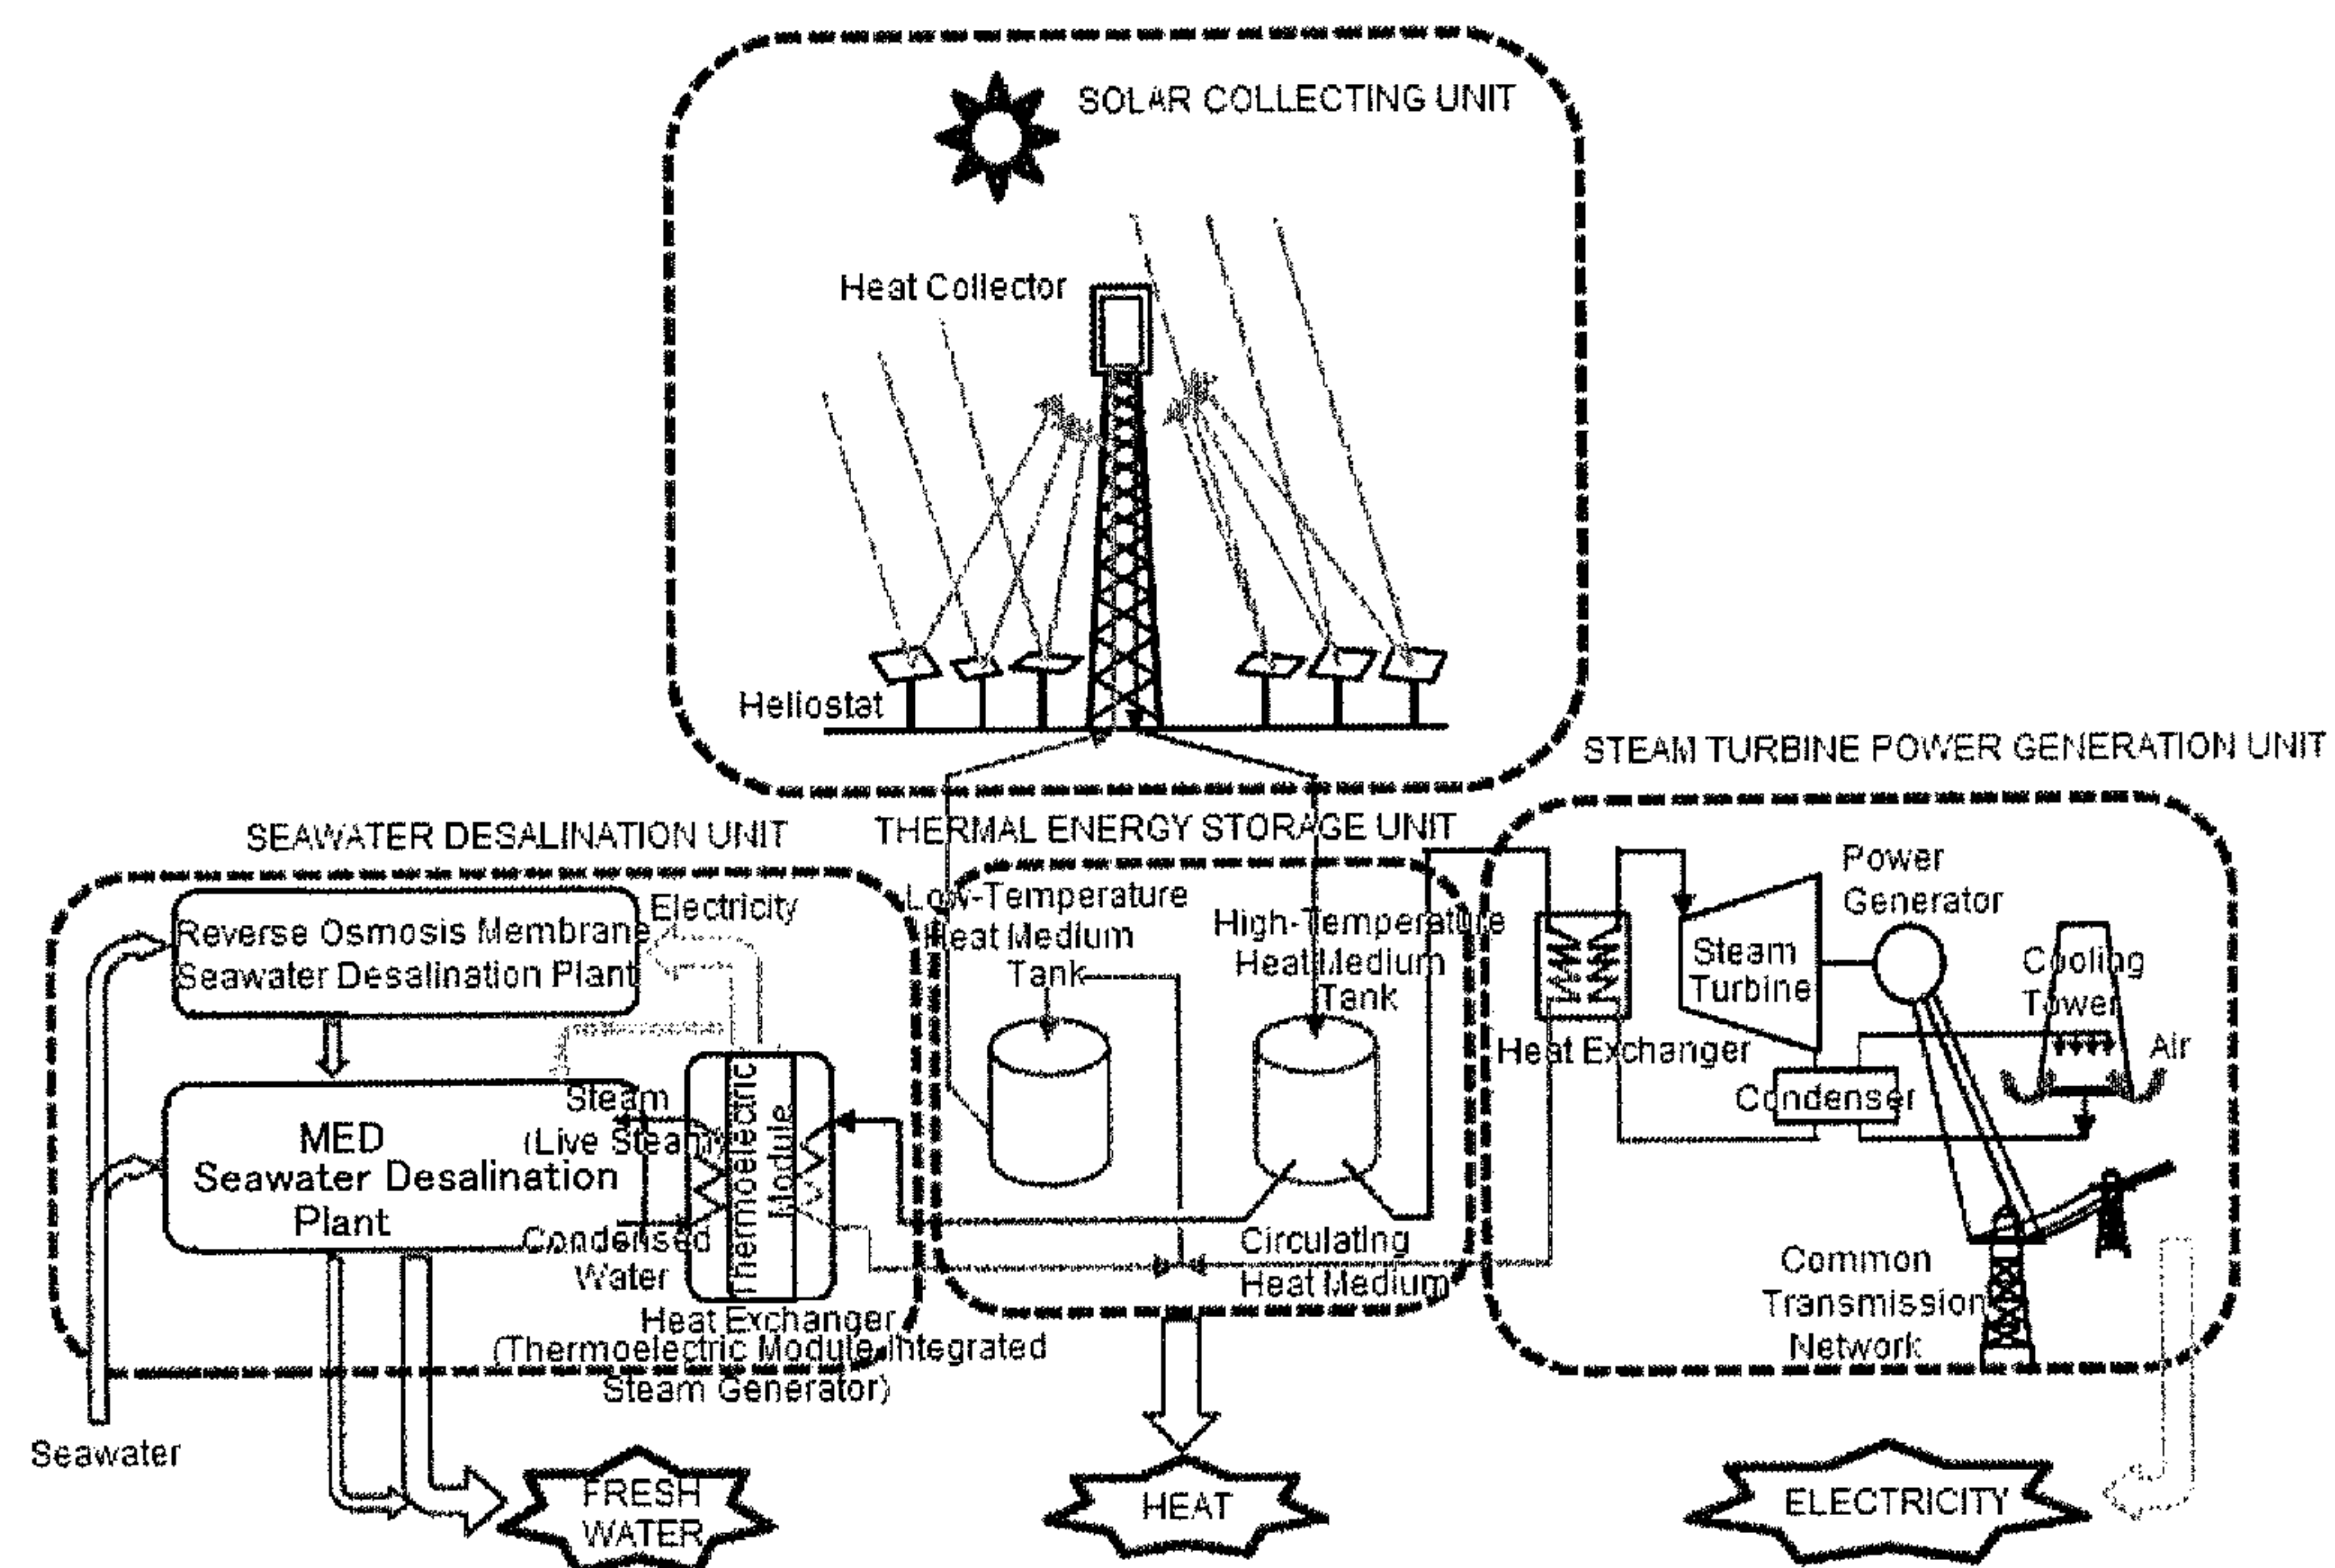 SOLAR COLLECTING UNIT
Heat Collector
Heliostat
STEAM TURBINE POWER GENERATION UNIT
SEAWATER DESALINATION UNIT
THERMAL ENERGY STORAGE UNIT
Reverse Osmosis Membrane
Seawater Desalination Plant
Electricity
MED
Seawater Desalination
Plant
Steam
(Live Steam)
Condensed
Water
Thermoelectric
Module
Heat Exchanger
(Thermoelectric Module-Integrated
Steam Generator)
Low-Temperature
Heat Medium
Tank
High-Temperature
Heat Medium
Tank
Circulating
Heat Medium
Heat Exchanger
Steam
Turbine
Power
Generator
Cooling
Tower
Air
Condenser
Common
Transmission
Network
Seawater
FRESH
WATER
HEAT
ELECTRICITY